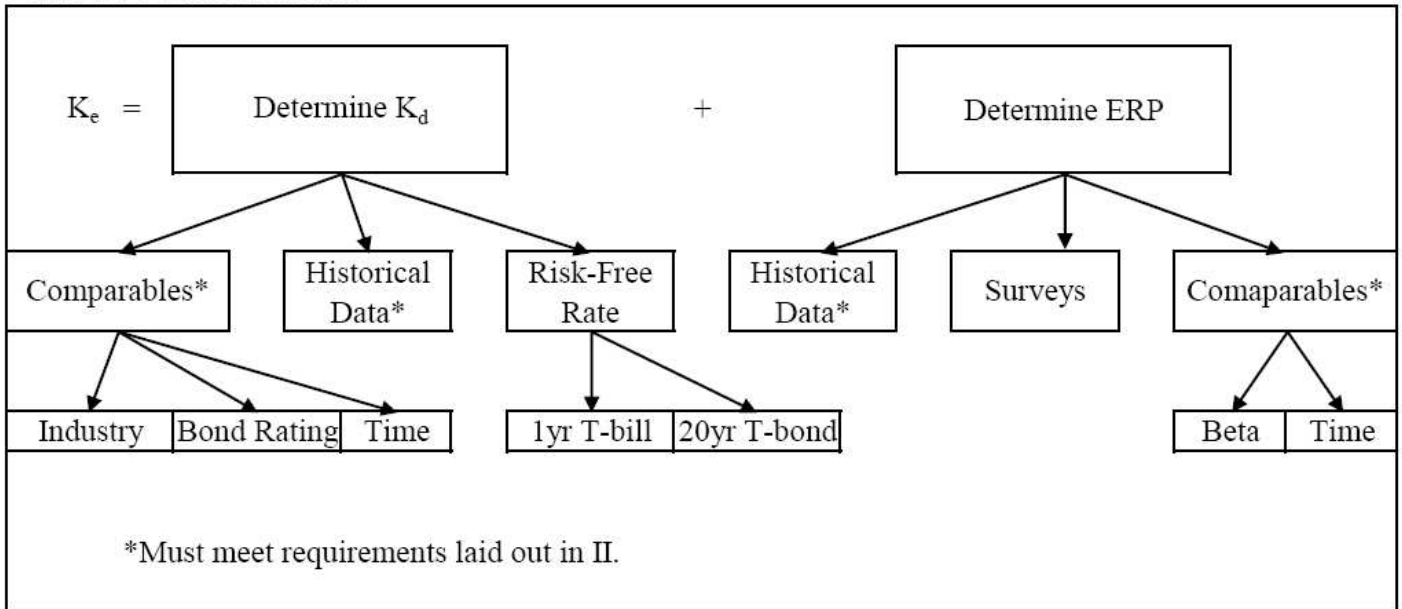 Kₑ = Determine K_d + Determine ERP
Comparables* Historical Data* Risk-Free Rate Historical Data* Surveys Comaparables*
Industry Bond Rating Time 1yr T-bill 20yr T-bond Beta Time
*Must meet requirements laid out in II.